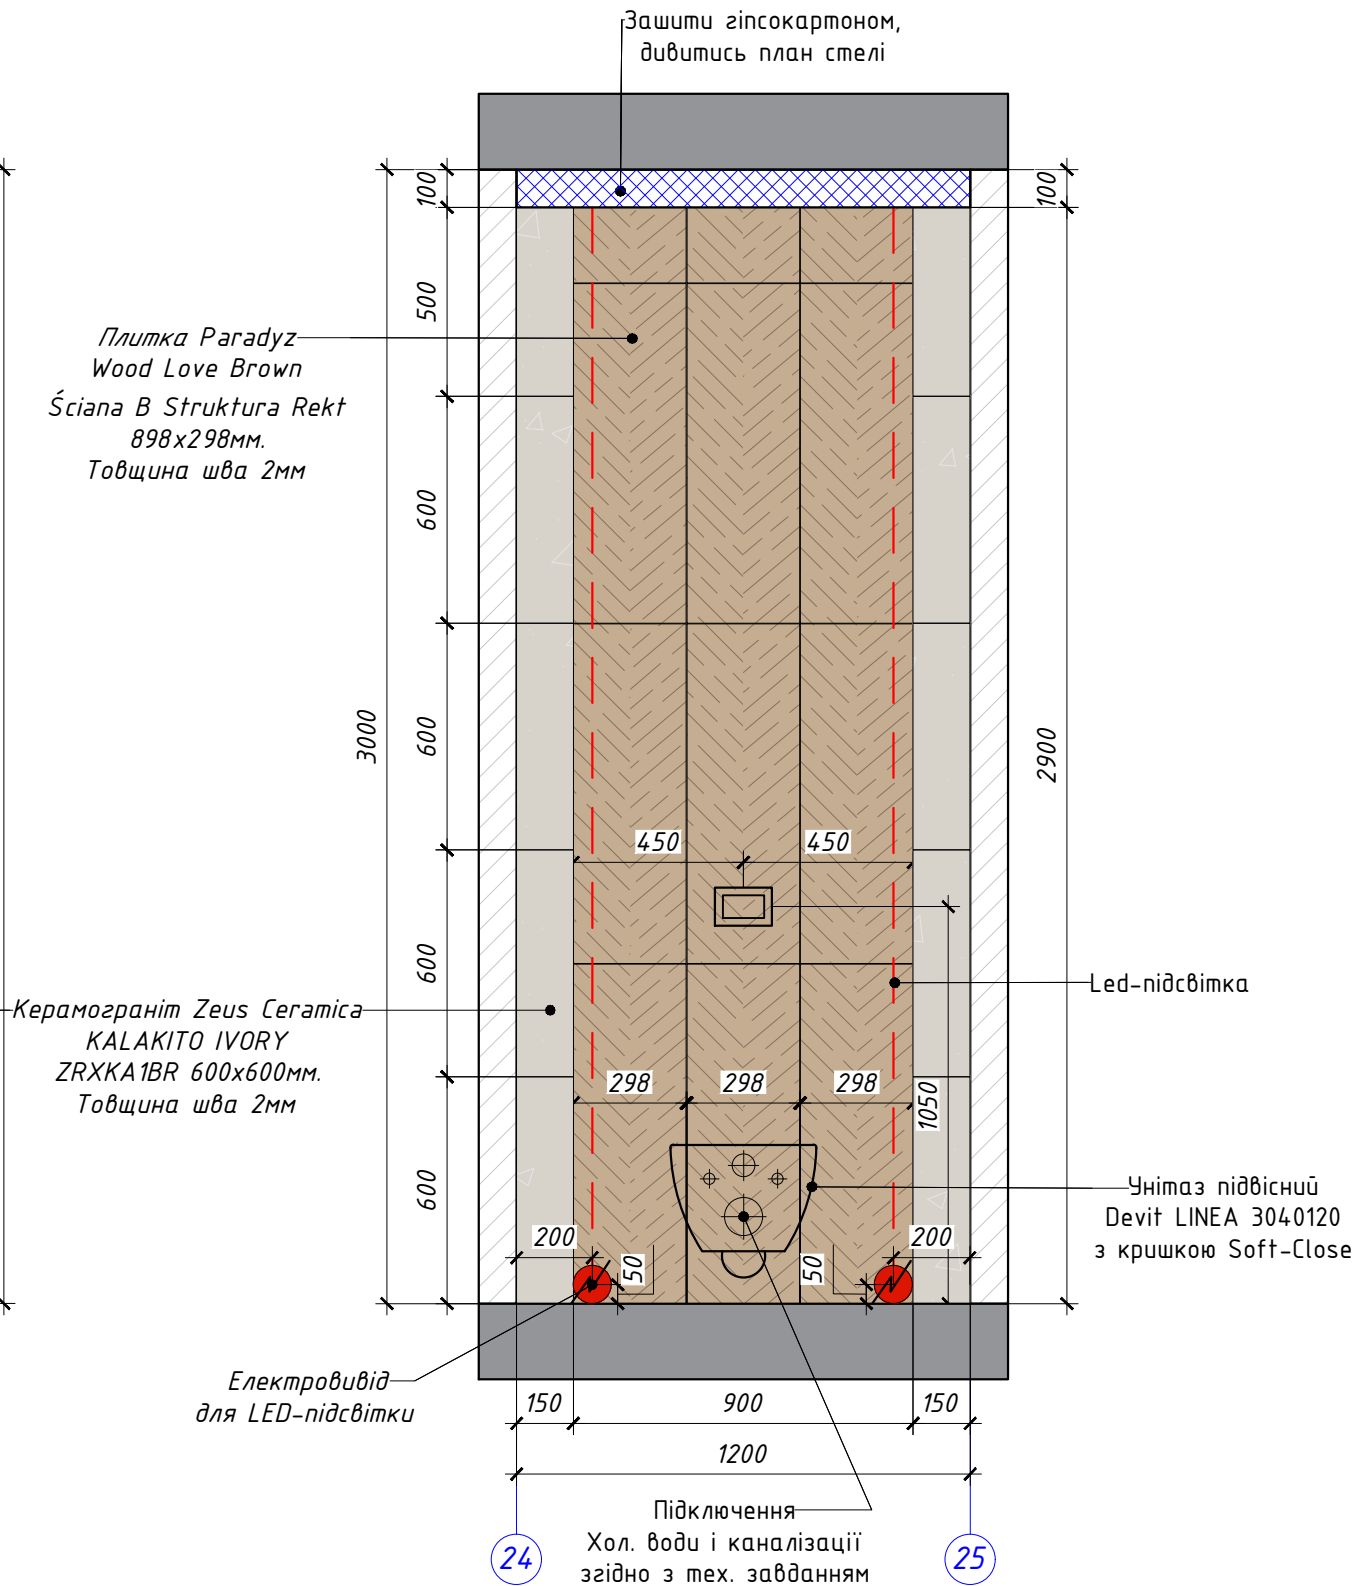 Зашити гіпсокартоном,
дивитись план стелі
100
100
500
Плитка Paradyz
Wood Love Brown
Ściana B Struktura Rekt
898х298мм.
Товщина шва 2мм
600
3000
600
2900
450
450
600
Led-підсвітка
Керамограніт Zeus Ceramica
KALAKITO IVORY
ZRXKA1BR 600х600мм.
Товщина шва 2мм
298
298
298
1050
600
Унітаз підвісний
Devit LINEA 3040120
з кришкою Soft-Close
200
50
50
200
Електровивід
для LED-підсвітки
150
900
150
1200
Підключення
Хол. води і каналізації
згідно з тех. завданням
24
25